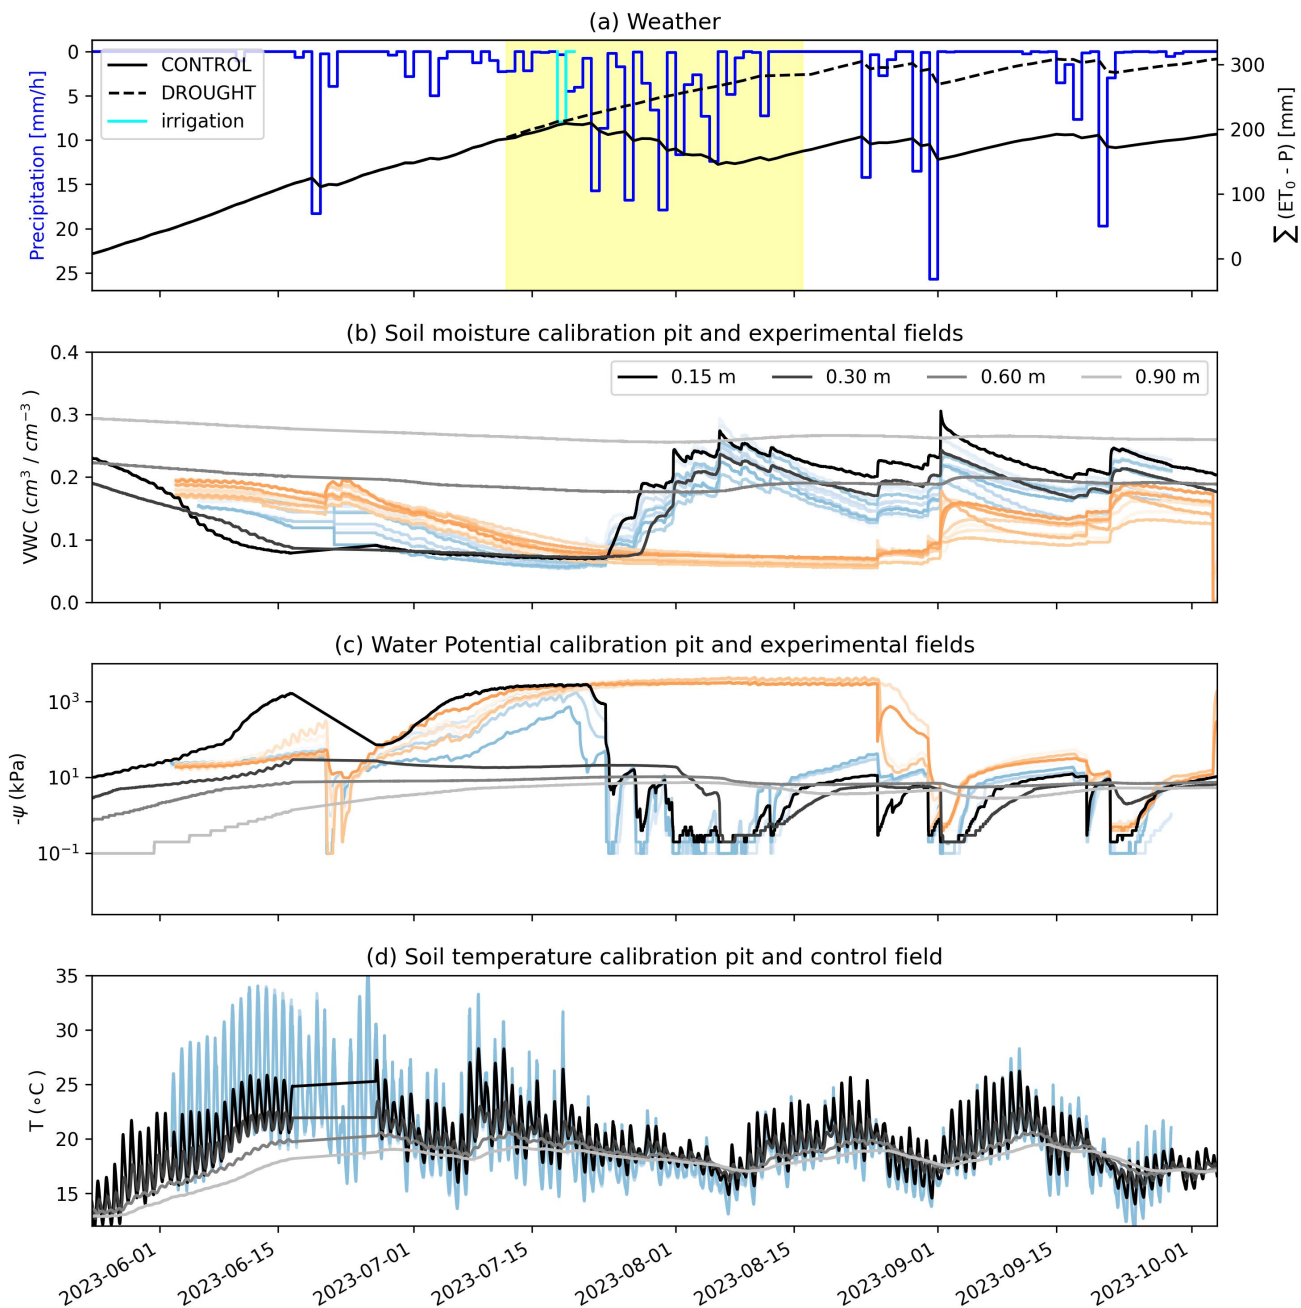 (a) Weather
Precipitation [mm/h]
0
5
10
15
20
25
CONTROL
DROUGHT
irrigation
300
200
100
0
∑ (ET₀ - P) [mm]
(b) Soil moisture calibration pit and experimental fields
VWC (cm³ / cm⁻³ )
0.4
0.3
0.2
0.1
0.0
0.15 m 0.30 m 0.60 m 0.90 m
(c) Water Potential calibration pit and experimental fields
-ψ (kPa)
10³
10¹
10⁻¹
(d) Soil temperature calibration pit and control field
T (∘C )
35
30
25
20
15
2023-06-01 2023-06-15 2023-07-01 2023-07-15 2023-08-01 2023-08-15 2023-09-01 2023-09-15 2023-10-01